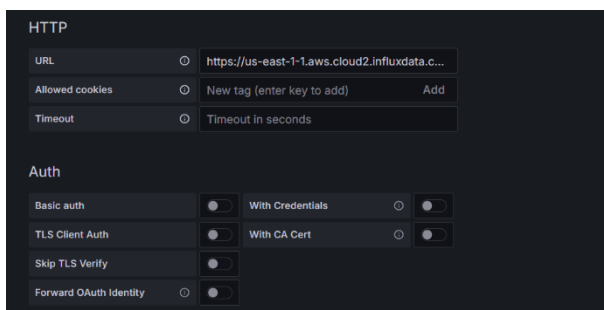 HTTP
URL https://us-east-1-1.aws.cloud2.influxdata.c...
Allowed cookies New tag (enter key to add) Add
Timeout Timeout in seconds
Auth
Basic auth With Credentials
TLS Client Auth With CA Cert
Skip TLS Verify
Forward OAuth Identity